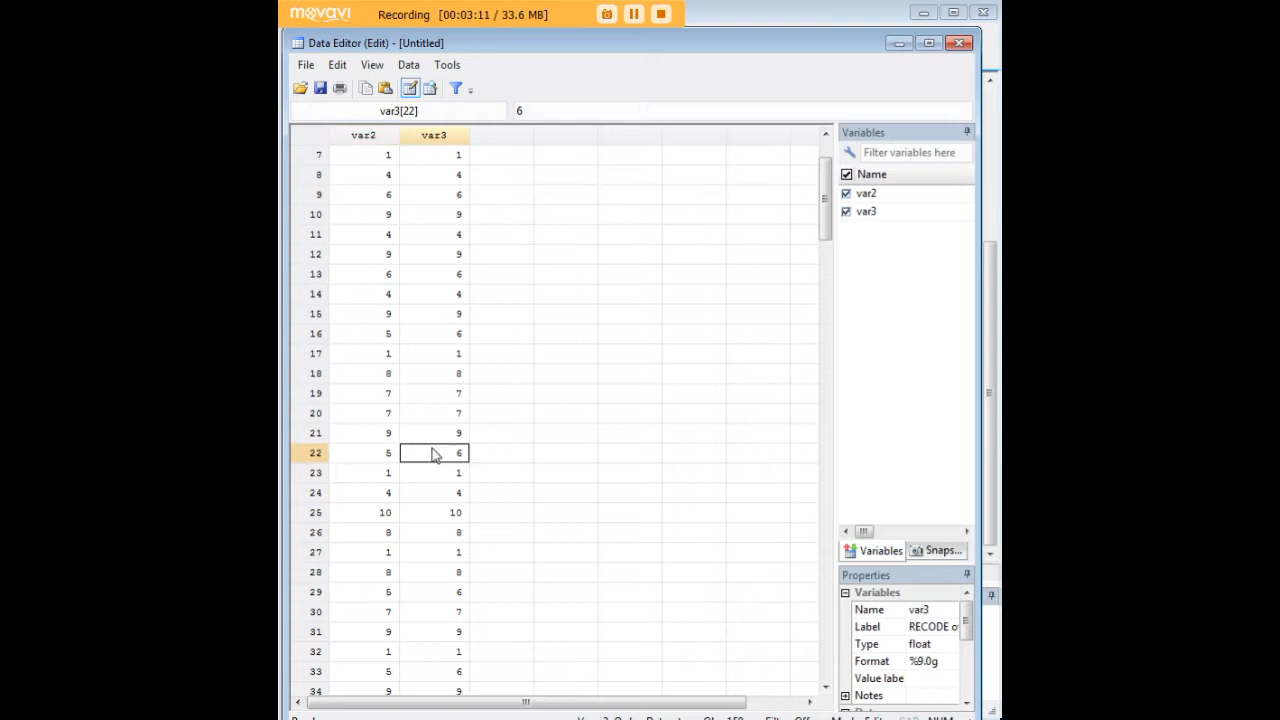 movavi Recording [00:03:11 / 33.6 MB]
Data Editor (Edit) - [Untitled]
File Edit View Data Tools
var3[22] 6
var2 var3
7 1 1
8 4 4
9 6 6
10 9 9
11 4 4
12 9 9
13 6 6
14 4 4
15 9 9
16 5 6
17 1 1
18 8 8
19 7 7
20 7 7
21 9 9
22 5 6
23 1 1
24 4 4
25 10 10
26 8 8
27 1 1
28 8 8
29 5 6
30 7 7
31 9 9
32 1 1
33 5 6
34 9 9
Variables
Filter variables here
Name
var2
var3
Variables Snaps...
Properties
Variables
Name var3
Label RECODE o
Type float
Format %9.0g
Value labe
Notes